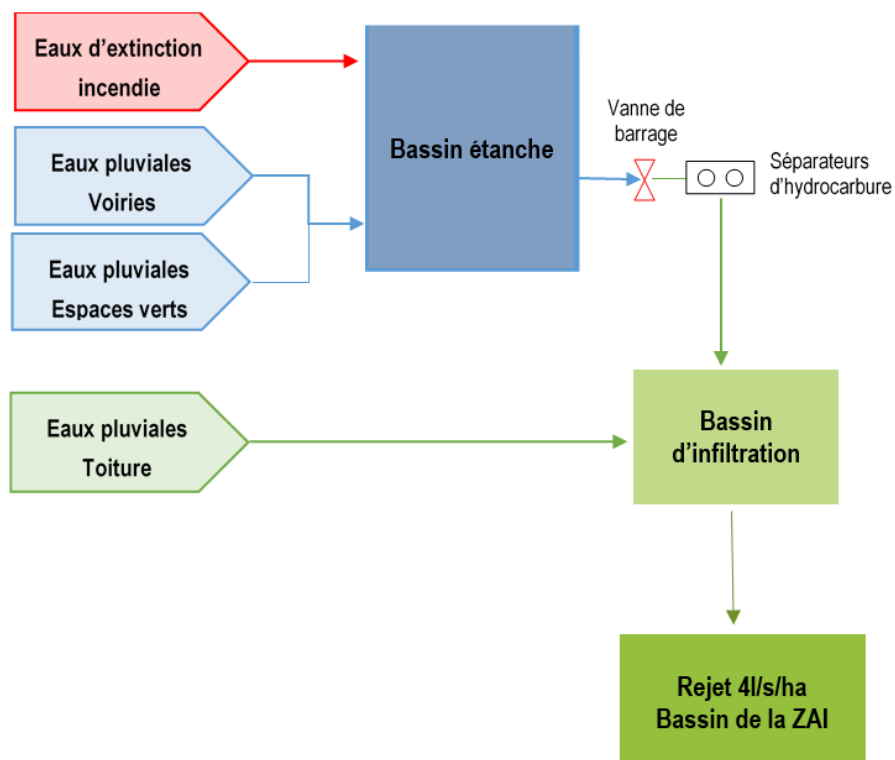 Eaux d'extinction
incendie
Eaux pluviales
Voiries
Eaux pluviales
Espaces verts
Bassin étanche
Vanne de
barrage
Séparateurs
d'hydrocarbure
Eaux pluviales
Toiture
Bassin
d'infiltration
Rejet 4l/s/ha
Bassin de la ZAI